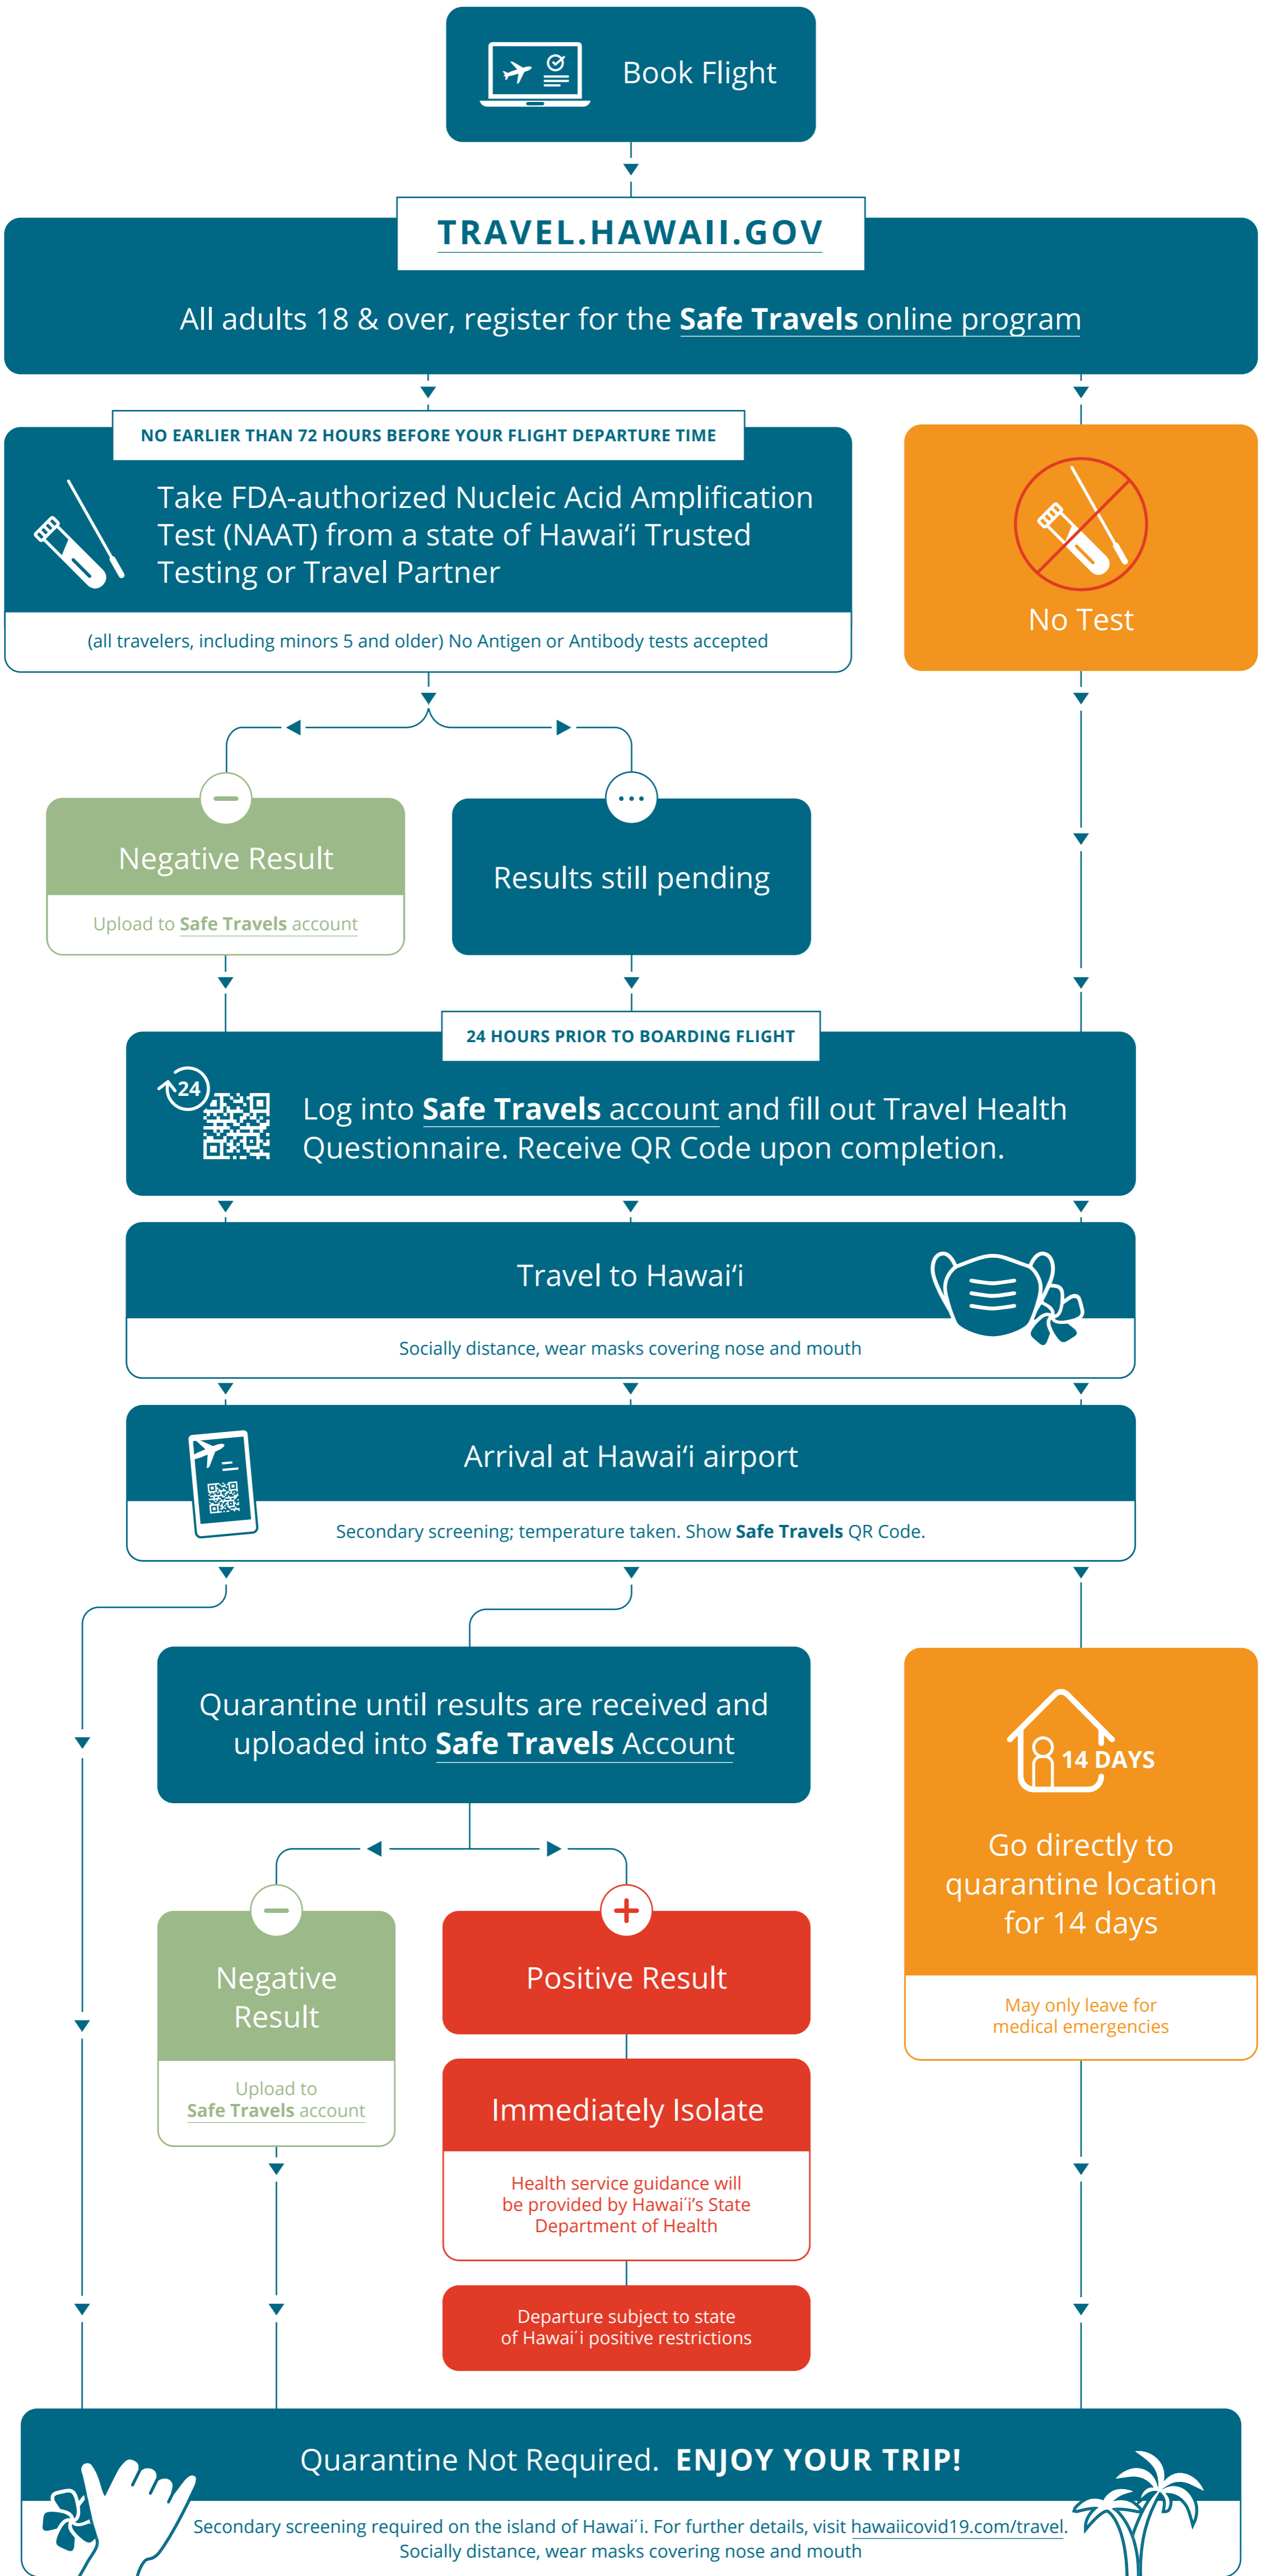 Book Flight
TRAVEL.HAWAII.GOV
All adults 18 & over, register for the Safe Travels online program
NO EARLIER THAN 72 HOURS BEFORE YOUR FLIGHT DEPARTURE TIME
Take FDA-authorized Nucleic Acid Amplification
Test (NAAT) from a state of Hawai‘i Trusted
Testing or Travel Partner
(all travelers, including minors 5 and older) No Antigen or Antibody tests accepted
No Test
Negative Result
Upload to Safe Travels account
Results still pending
24 HOURS PRIOR TO BOARDING FLIGHT
24
Log into Safe Travels account and fill out Travel Health
Questionnaire. Receive QR Code upon completion.
Travel to Hawai‘i
Socially distance, wear masks covering nose and mouth
Arrival at Hawai‘i airport
Secondary screening; temperature taken. Show Safe Travels QR Code.
Quarantine until results are received and
uploaded into Safe Travels Account
14 DAYS
Go directly to
quarantine location
for 14 days
May only leave for
medical emergencies
Negative
Result
Upload to
Safe Travels account
Positive Result
Immediately Isolate
Health service guidance will
be provided by Hawai´i’s State
Department of Health
Departure subject to state
of Hawai´i positive restrictions
Quarantine Not Required. ENJOY YOUR TRIP!
Secondary screening required on the island of Hawai´i. For further details, visit hawaiicovid19.com/travel.
Socially distance, wear masks covering nose and mouth